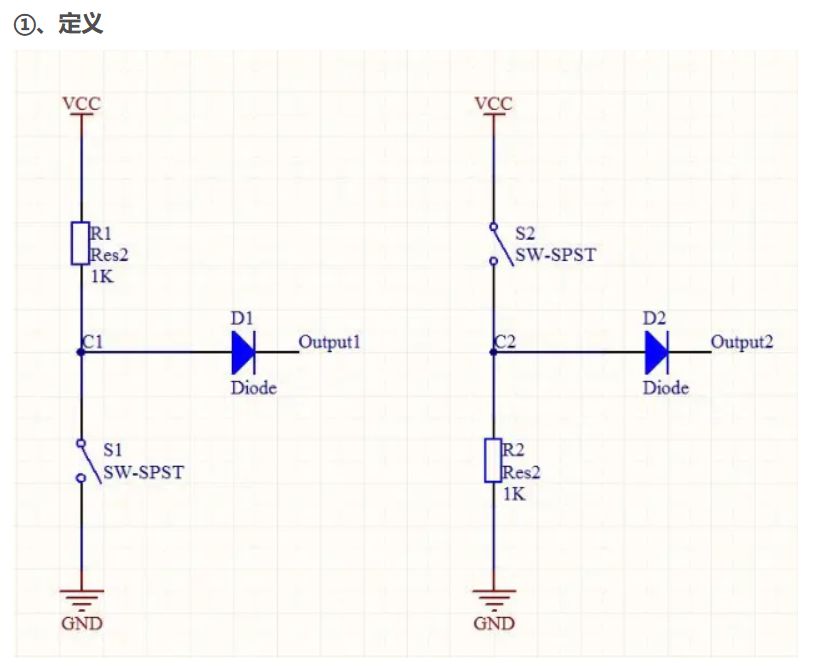 ①、定义
VCC
R1
Res2
1K
C1
D1
Output1
Diode
S1
SW-SPST
GND
VCC
S2
SW-SPST
C2
D2
Output2
Diode
R2
Res2
1K
GND